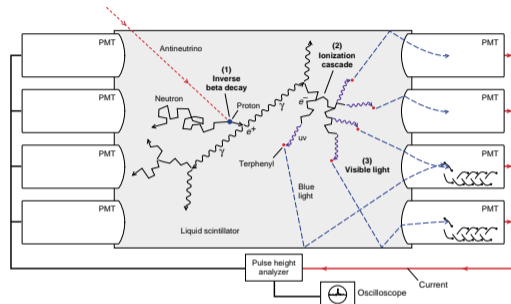 PMT
Antineutrino
(1)
Inverse
beta decay
(2)
Ionization
cascade
PMT
PMT
Neutron
Proton
γ
e–
PMT
e+
PMT
γ
uv
Terphenyl
(3)
Visible light
PMT
Blue
light
PMT
Liquid scintillator
PMT
Pulse height
analyzer
Current
Oscilloscope